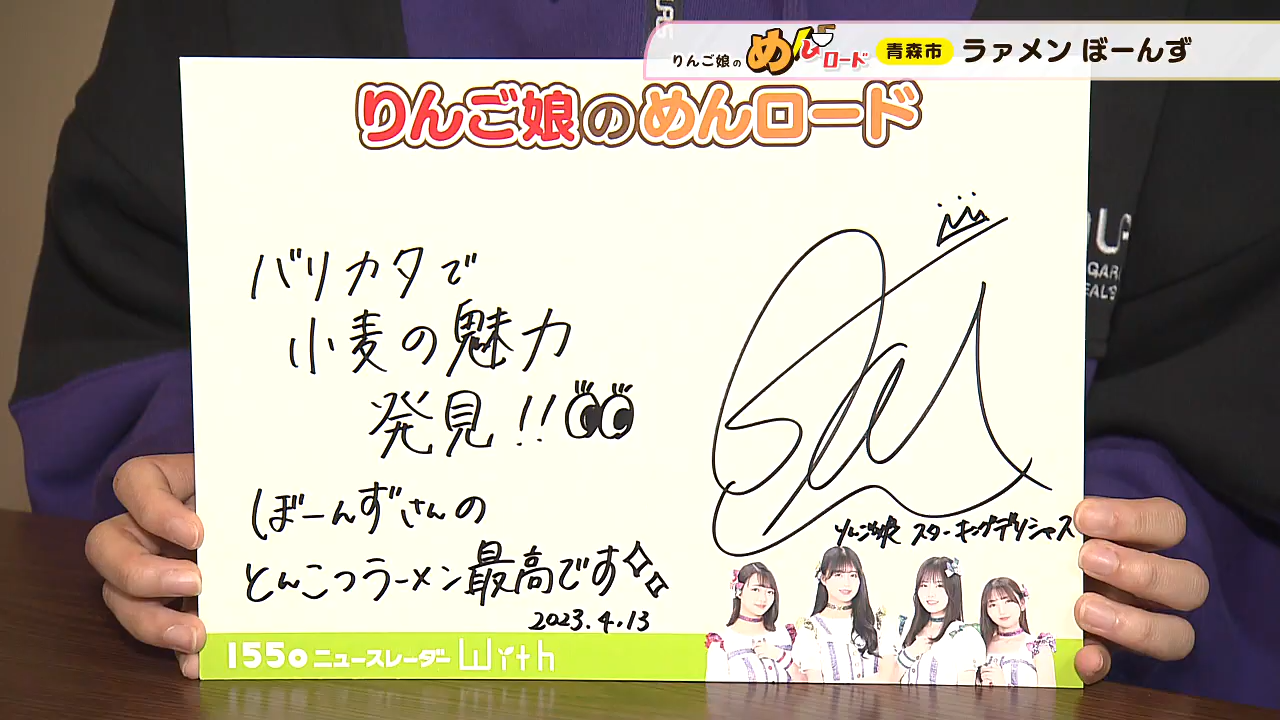 りんご娘の めんロード 青森市 ラァメン ぼーんず
りんご娘のめんロード
バリカタで
小麦の魅力
発見!!
ぼーんずさんの
とんこつラーメン最高です
2023.4.13
りんご娘 スターキングデリシャス
1550 ニュースレーダー With